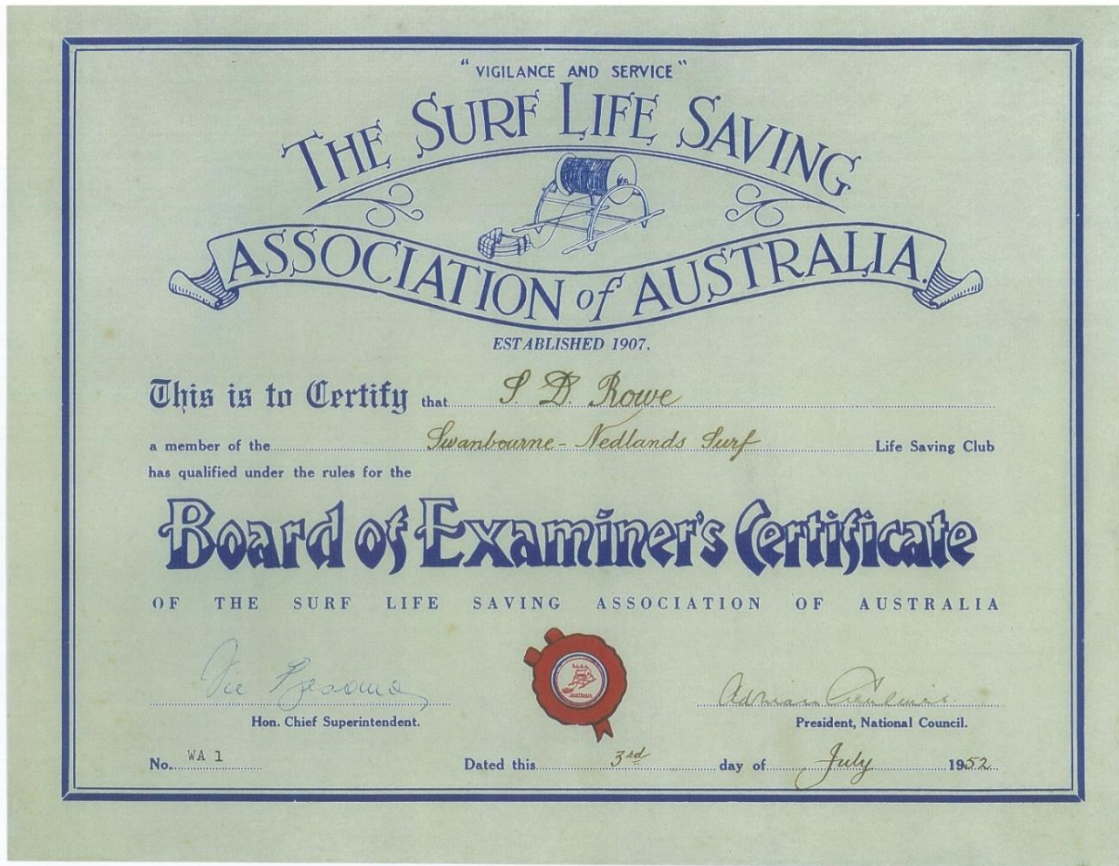 "VIGILANCE AND SERVICE"
THE SURF LIFE SAVING
ASSOCIATION of AUSTRALIA.
ESTABLISHED 1907.
This is to Certify that S. D. Rowe
a member of the Swanbourne-Nedlands Surf Life Saving Club
has qualified under the rules for the
Board of Examiner's Certificate
OF THE SURF LIFE SAVING ASSOCIATION OF AUSTRALIA
Vic
Adrian
Hon. Chief Superintendent.
President, National Council.
No. WA 1 Dated this 3rd day of July 1952